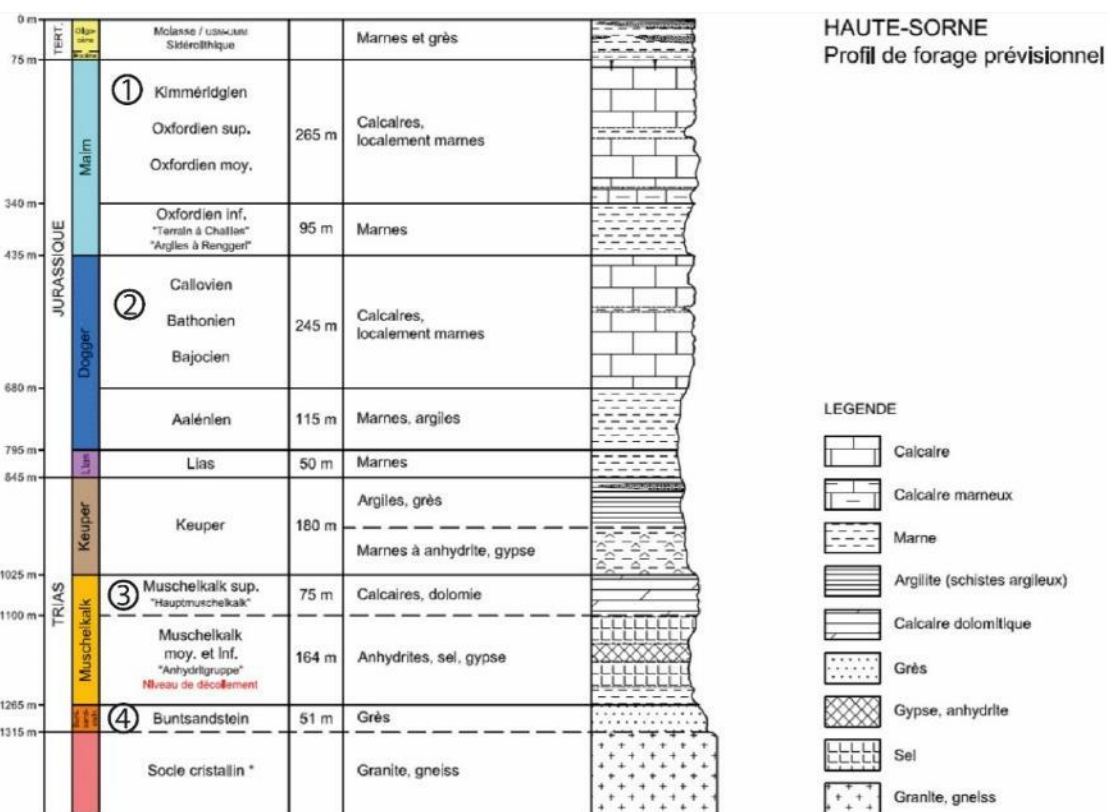 HAUTE-SORNE
Profil de forage prévisionnel
0 m
TERT.
Oligo-
cène
Molasse / USM-UMM
Sidérolithique
Marnes et grès
75 m
JURASSIQUE
Malm
①
Kimméridgien
Oxfordien sup.
Oxfordien moy.
265 m
Calcaires,
localement marnes
340 m
Oxfordien inf.
"Terrain à Chailles"
"Argiles à Renggeri"
95 m
Marnes
435 m
Dogger
②
Callovien
Bathonien
Bajocien
245 m
Calcaires,
localement marnes
680 m
Aalénien
115 m
Marnes, argiles
795 m
Lias
Lias
50 m
Marnes
845 m
TRIAS
Keuper
Keuper
180 m
Argiles, grès
Marnes à anhydrite, gypse
1025 m
Muschelkalk
③
Muschelkalk sup.
"Hauptmuschelkalk"
75 m
Calcaires, dolomie
1100 m
Muschelkalk
moy. et inf.
"Anhydritgruppe"
Niveau de décollement
164 m
Anhydrites, sel, gypse
1265 m
④
Buntsandstein
51 m
Grès
1315 m
Socle cristallin *
Granite, gneiss
LEGENDE
Calcaire
Calcaire marneux
Marne
Argilite (schistes argileux)
Calcaire dolomitique
Grès
Gypse, anhydrite
Sel
Granite, gneiss